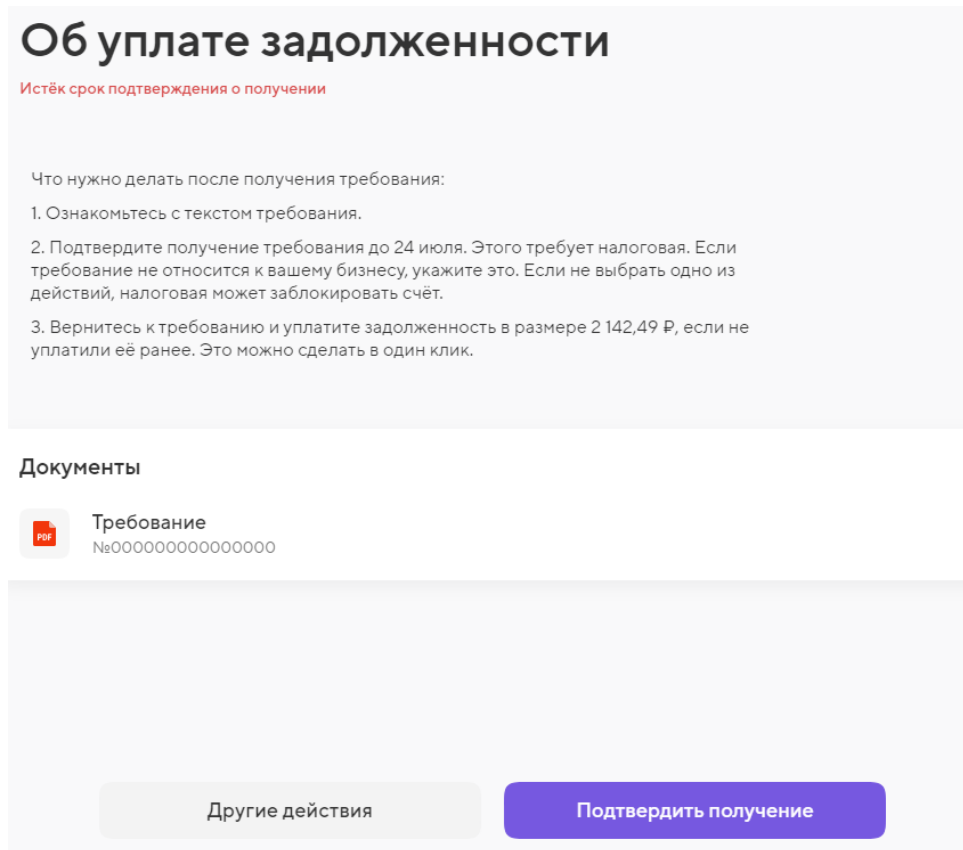 Об уплате задолженности
Истёк срок подтверждения о получении
Что нужно делать после получения требования:
1. Ознакомьтесь с текстом требования.
2. Подтвердите получение требования до 24 июля. Этого требует налоговая. Если
требование не относится к вашему бизнесу, укажите это. Если не выбрать одно из
действий, налоговая может заблокировать счёт.
3. Вернитесь к требованию и уплатите задолженность в размере 2 142,49 ₽, если не
уплатили её ранее. Это можно сделать в один клик.
Документы
PDF
Требование
№000000000000000
Другие действия
Подтвердить получение